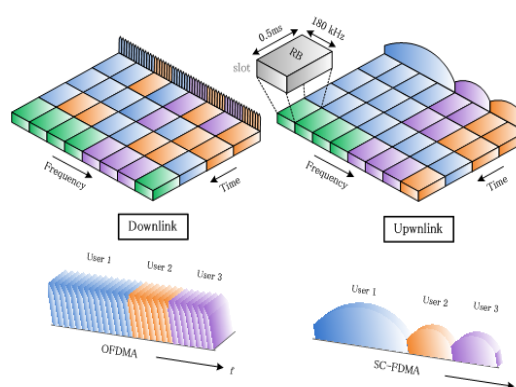 0.5ms
180 kHz
slot
RB
Frequency
Time
Frequency
Time
Downlink
Upwnlink
User 1
User 2
User 3
OFDMA
t
User 1
User 2
User 3
SC-FDMA